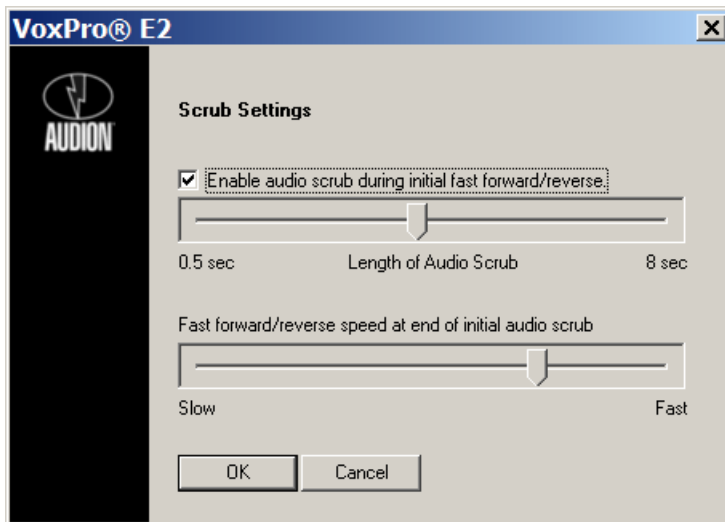 VoxPro® E2
AUDION
Scrub Settings
Enable audio scrub during initial fast forward/reverse.
0.5 sec Length of Audio Scrub 8 sec
Fast forward/reverse speed at end of initial audio scrub
Slow Fast
OK Cancel